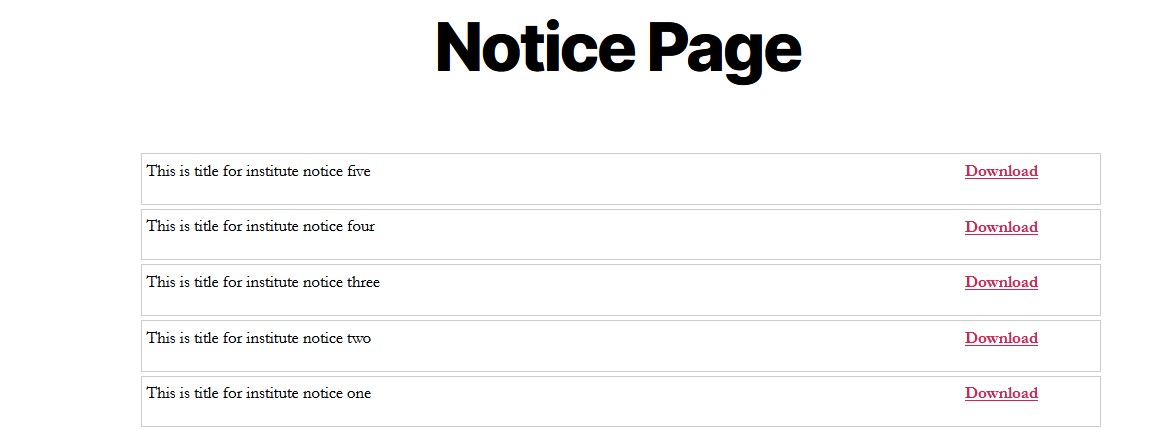 Notice Page
This is title for institute notice five Download
This is title for institute notice four Download
This is title for institute notice three Download
This is title for institute notice two Download
This is title for institute notice one Download